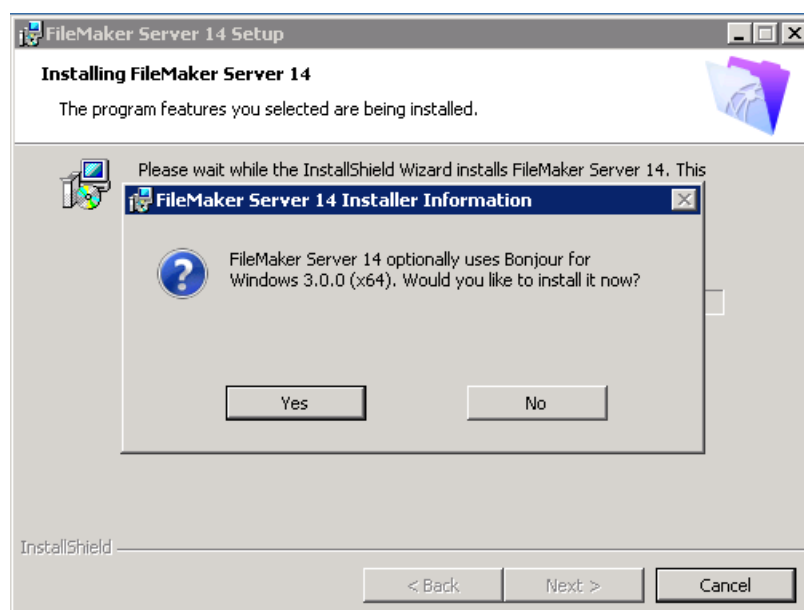 FileMaker Server 14 Setup
Installing FileMaker Server 14
The program features you selected are being installed.
Please wait while the InstallShield Wizard installs FileMaker Server 14. This
FileMaker Server 14 Installer Information
FileMaker Server 14 optionally uses Bonjour for
Windows 3.0.0 (x64). Would you like to install it now?
Yes No
InstallShield
< Back Next > Cancel